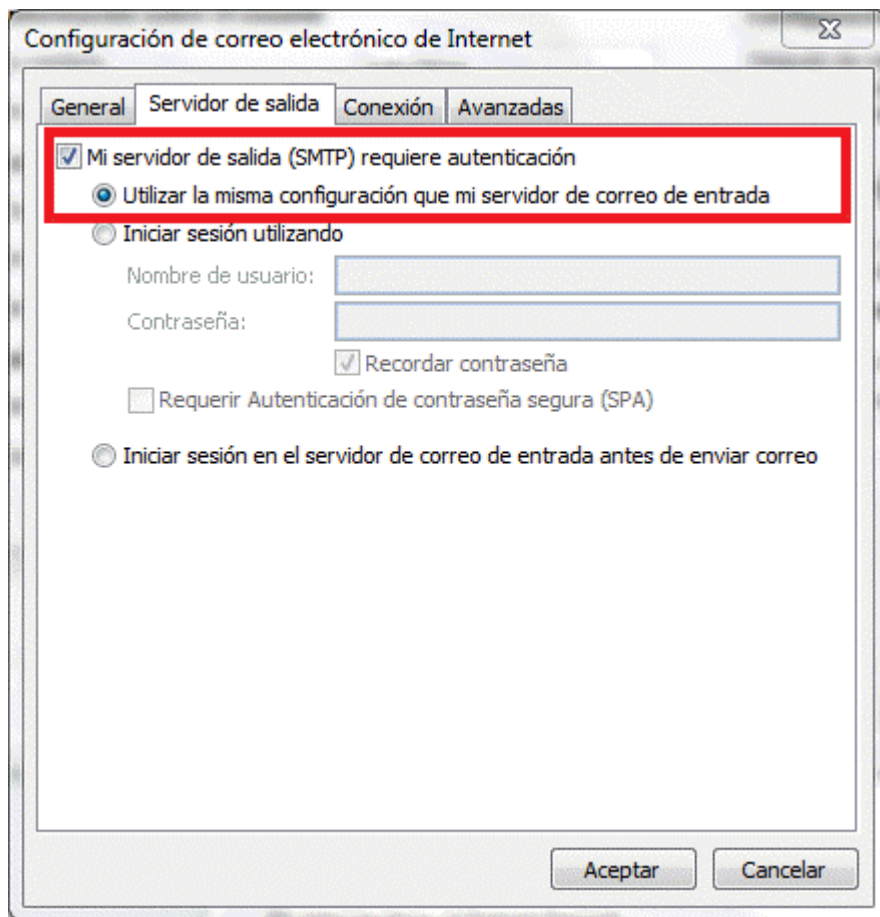 Configuración de correo electrónico de Internet
General Servidor de salida Conexión Avanzadas
Mi servidor de salida (SMTP) requiere autenticación
Utilizar la misma configuración que mi servidor de correo de entrada
Iniciar sesión utilizando
Nombre de usuario:
Contraseña:
Recordar contraseña
Requerir Autenticación de contraseña segura (SPA)
Iniciar sesión en el servidor de correo de entrada antes de enviar correo
Aceptar Cancelar